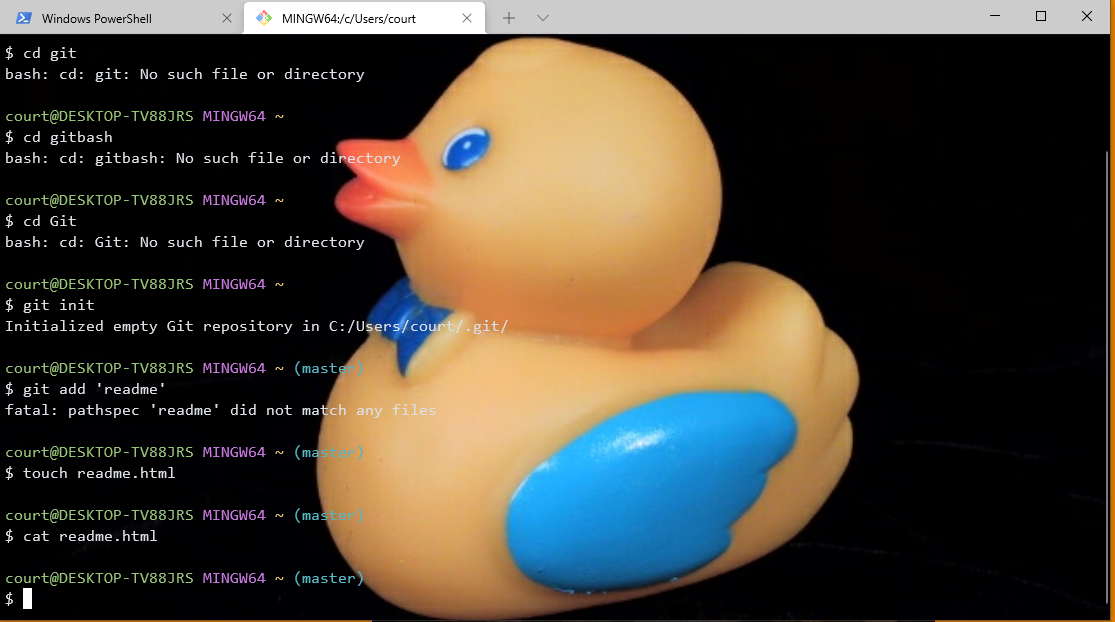 Windows PowerShell
MINGW64:/c/Users/court
$ cd git
bash: cd: git: No such file or directory
court@DESKTOP-TV88JRS MINGW64 ~
$ cd gitbash
bash: cd: gitbash: No such file or directory
court@DESKTOP-TV88JRS MINGW64 ~
$ cd Git
bash: cd: Git: No such file or directory
court@DESKTOP-TV88JRS MINGW64 ~
$ git init
Initialized empty Git repository in C:/Users/court/.git/
court@DESKTOP-TV88JRS MINGW64 ~ (master)
$ git add 'readme'
fatal: pathspec 'readme' did not match any files
court@DESKTOP-TV88JRS MINGW64 ~ (master)
$ touch readme.html
court@DESKTOP-TV88JRS MINGW64 ~ (master)
$ cat readme.html
court@DESKTOP-TV88JRS MINGW64 ~ (master)
$